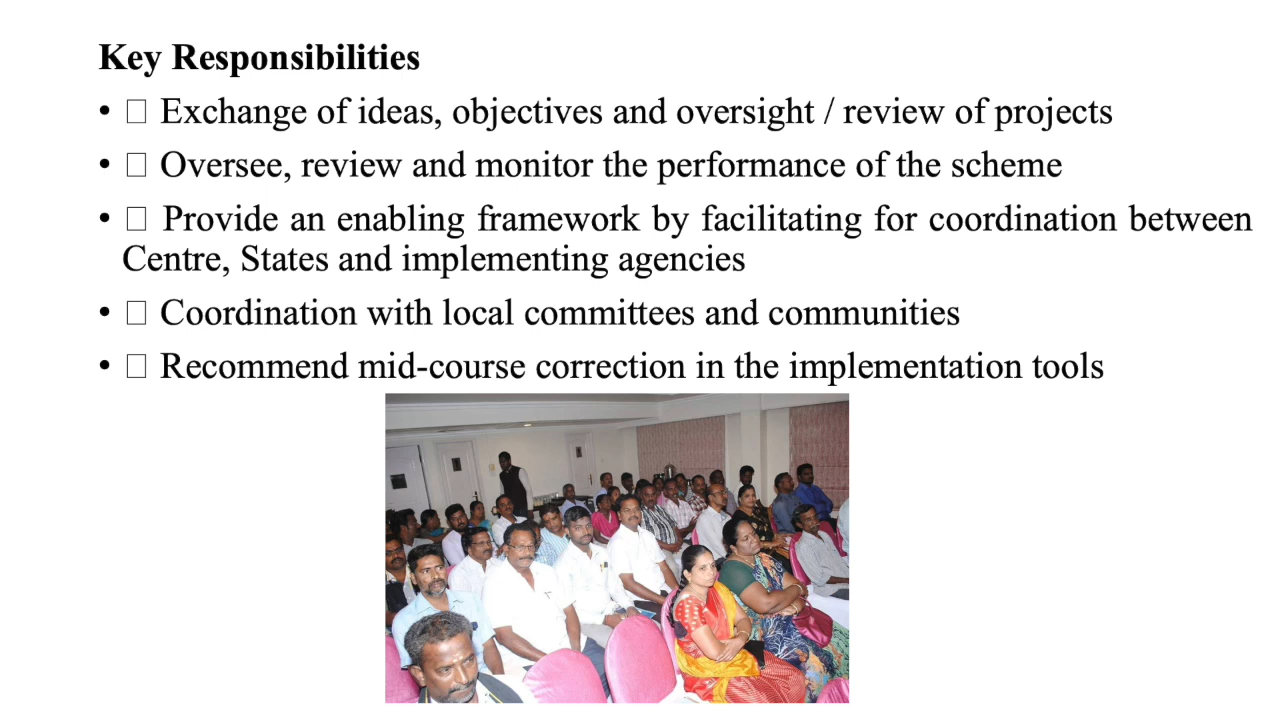 Key Responsibilities
• □ Exchange of ideas, objectives and oversight / review of projects
• □ Oversee, review and monitor the performance of the scheme
• □ Provide an enabling framework by facilitating for coordination between
Centre, States and implementing agencies
• □ Coordination with local committees and communities
• □ Recommend mid-course correction in the implementation tools